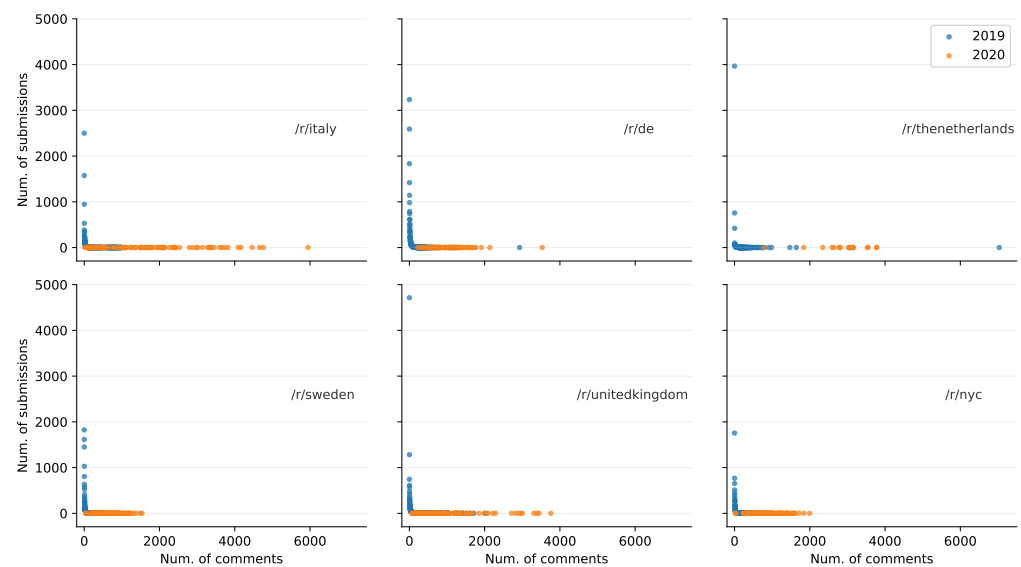 5000
4000
3000
2000
1000
0
Num. of submissions
/r/italy
/r/de
/r/thenetherlands
2019
2020
5000
4000
3000
2000
1000
0
Num. of submissions
/r/sweden
/r/unitedkingdom
/r/nyc
0 2000 4000 6000
Num. of comments
0 2000 4000 6000
Num. of comments
0 2000 4000 6000
Num. of comments